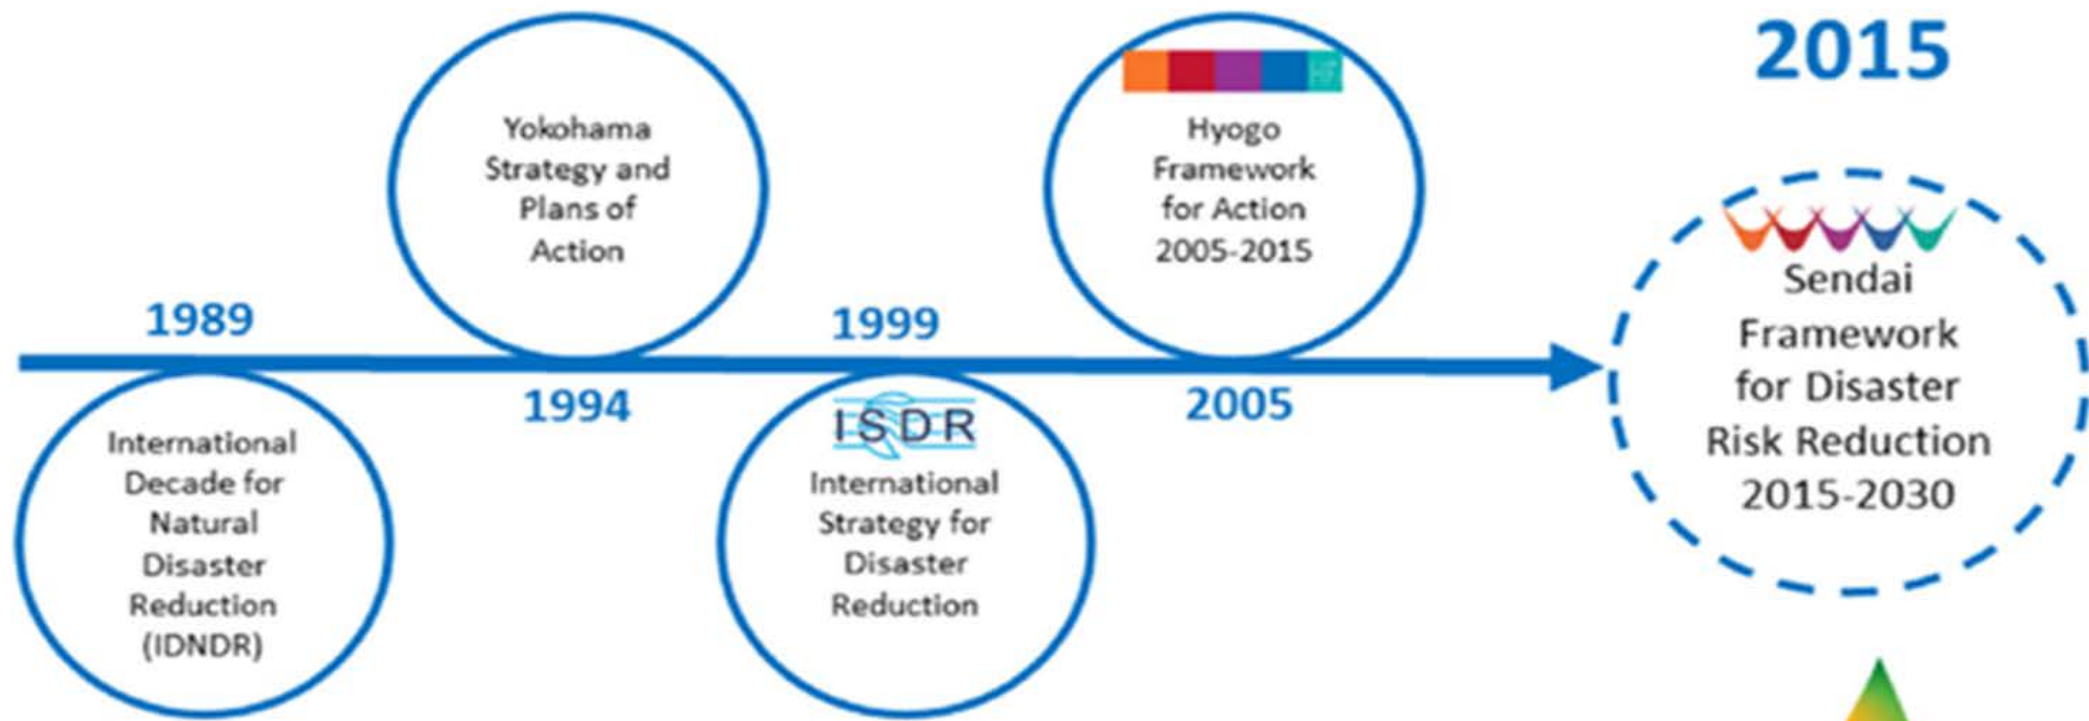 1989
International
Decade for
Natural
Disaster
Reduction
(IDNDR)
Yokohama
Strategy and
Plans of
Action
1994
1999
ISDR
International
Strategy for
Disaster
Reduction
Hyogo
Framework
for Action
2005-2015
2005
2015
Sendai
Framework
for Disaster
Risk Reduction
2015-2030